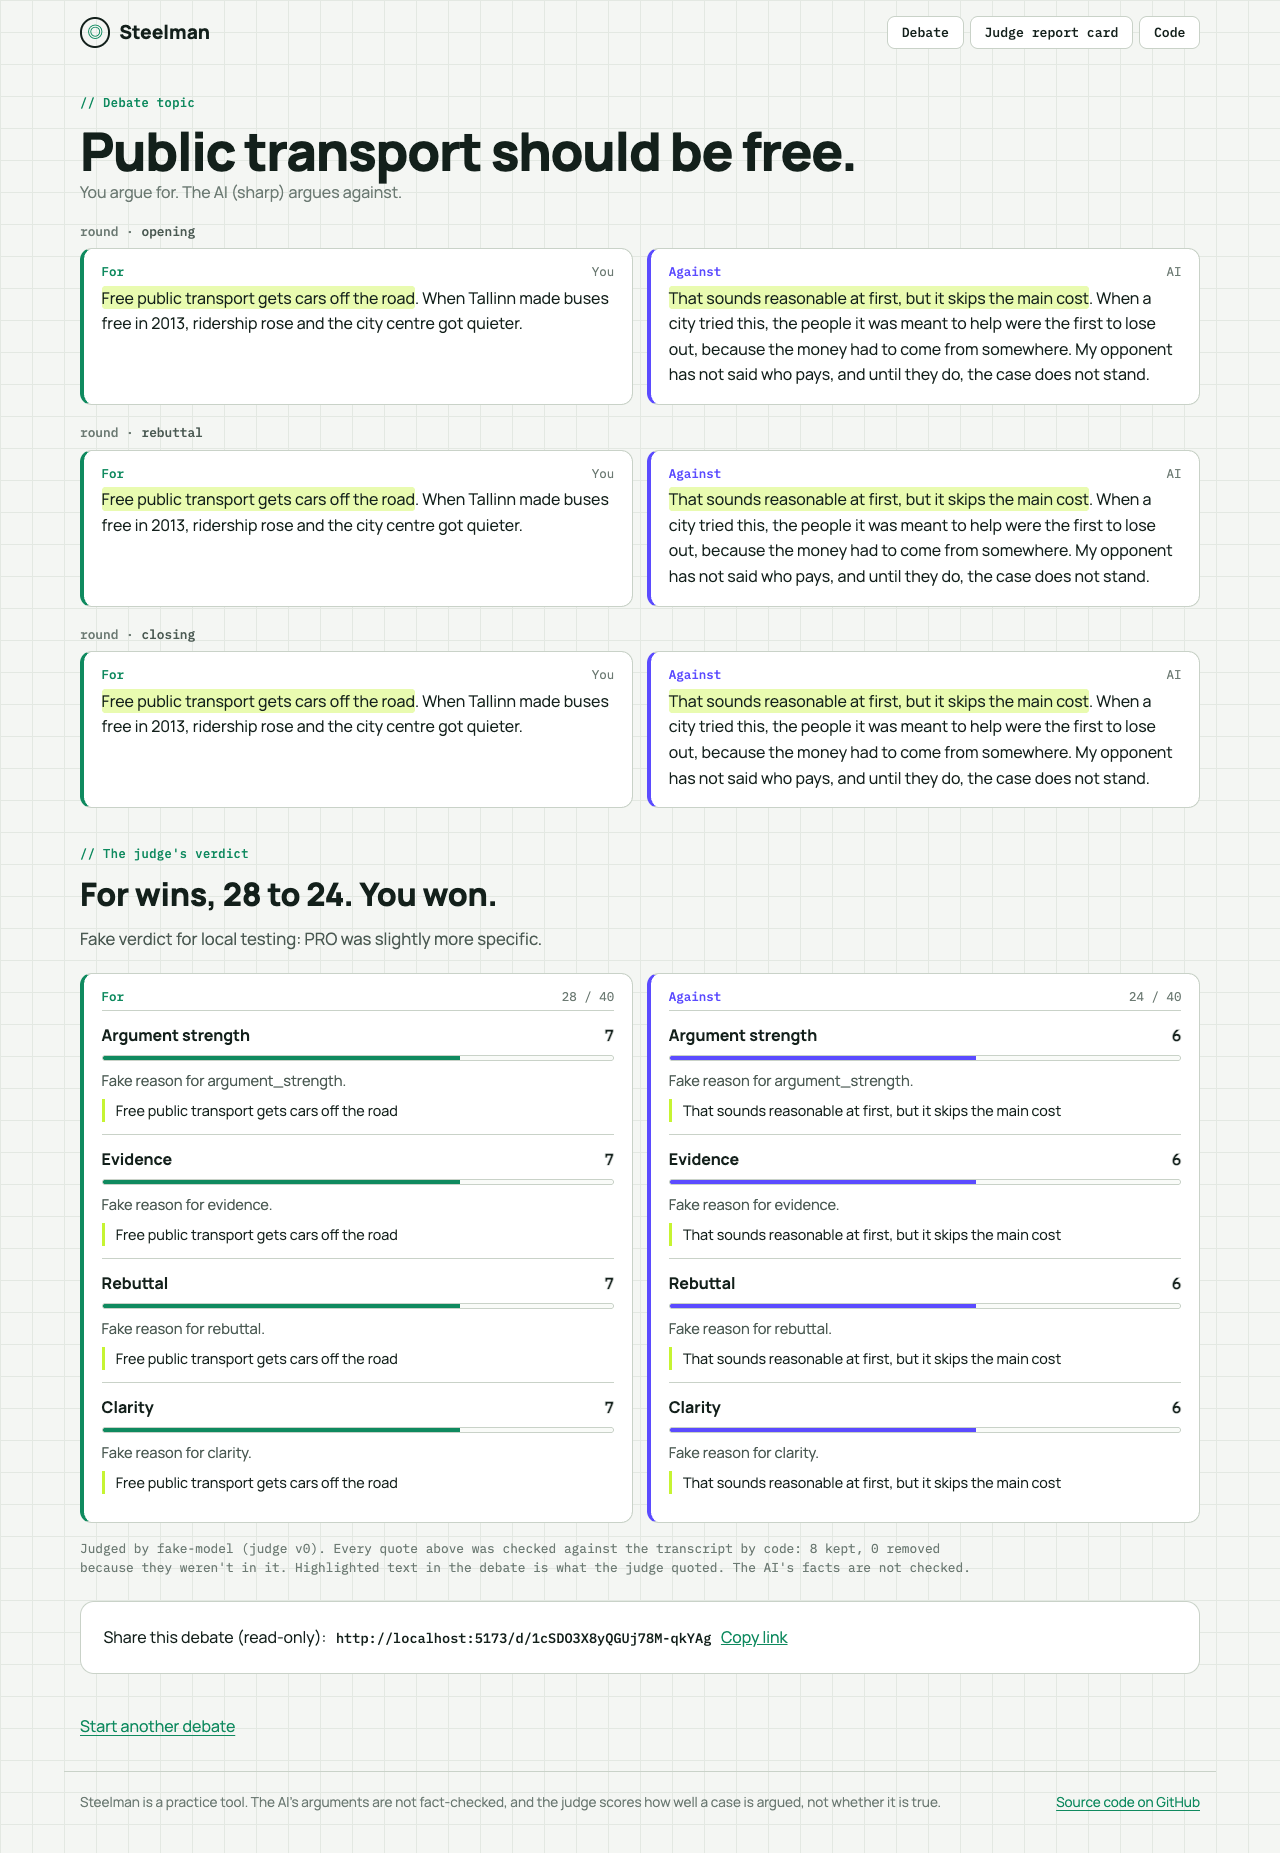 Steelman
Debate
Judge report card
Code
// Debate topic
Public transport should be free.
You argue for. The AI (sharp) argues against.
round · opening
For
You
Free public transport gets cars off the road. When Tallinn made buses
free in 2013, ridership rose and the city centre got quieter.
Against
AI
That sounds reasonable at first, but it skips the main cost. When a
city tried this, the people it was meant to help were the first to lose
out, because the money had to come from somewhere. My opponent
has not said who pays, and until they do, the case does not stand.
round · rebuttal
For
You
Free public transport gets cars off the road. When Tallinn made buses
free in 2013, ridership rose and the city centre got quieter.
Against
AI
That sounds reasonable at first, but it skips the main cost. When a
city tried this, the people it was meant to help were the first to lose
out, because the money had to come from somewhere. My opponent
has not said who pays, and until they do, the case does not stand.
round · closing
For
You
Free public transport gets cars off the road. When Tallinn made buses
free in 2013, ridership rose and the city centre got quieter.
Against
AI
That sounds reasonable at first, but it skips the main cost. When a
city tried this, the people it was meant to help were the first to lose
out, because the money had to come from somewhere. My opponent
has not said who pays, and until they do, the case does not stand.
// The judge's verdict
For wins, 28 to 24. You won.
Fake verdict for local testing: PRO was slightly more specific.
For
28 / 40
Argument strength
7
Fake reason for argument_strength.
Free public transport gets cars off the road
Evidence
7
Fake reason for evidence.
Free public transport gets cars off the road
Rebuttal
7
Fake reason for rebuttal.
Free public transport gets cars off the road
Clarity
7
Fake reason for clarity.
Free public transport gets cars off the road
Against
24 / 40
Argument strength
6
Fake reason for argument_strength.
That sounds reasonable at first, but it skips the main cost
Evidence
6
Fake reason for evidence.
That sounds reasonable at first, but it skips the main cost
Rebuttal
6
Fake reason for rebuttal.
That sounds reasonable at first, but it skips the main cost
Clarity
6
Fake reason for clarity.
That sounds reasonable at first, but it skips the main cost
Judged by fake-model (judge v0). Every quote above was checked against the transcript by code: 8 kept, 0 removed
because they weren't in it. Highlighted text in the debate is what the judge quoted. The AI's facts are not checked.
Share this debate (read-only): http://localhost:5173/d/1cSDO3X8yQGUj78M-qkYAg Copy link
Start another debate
Steelman is a practice tool. The AI's arguments are not fact-checked, and the judge scores how well a case is argued, not whether it is true.
Source code on GitHub